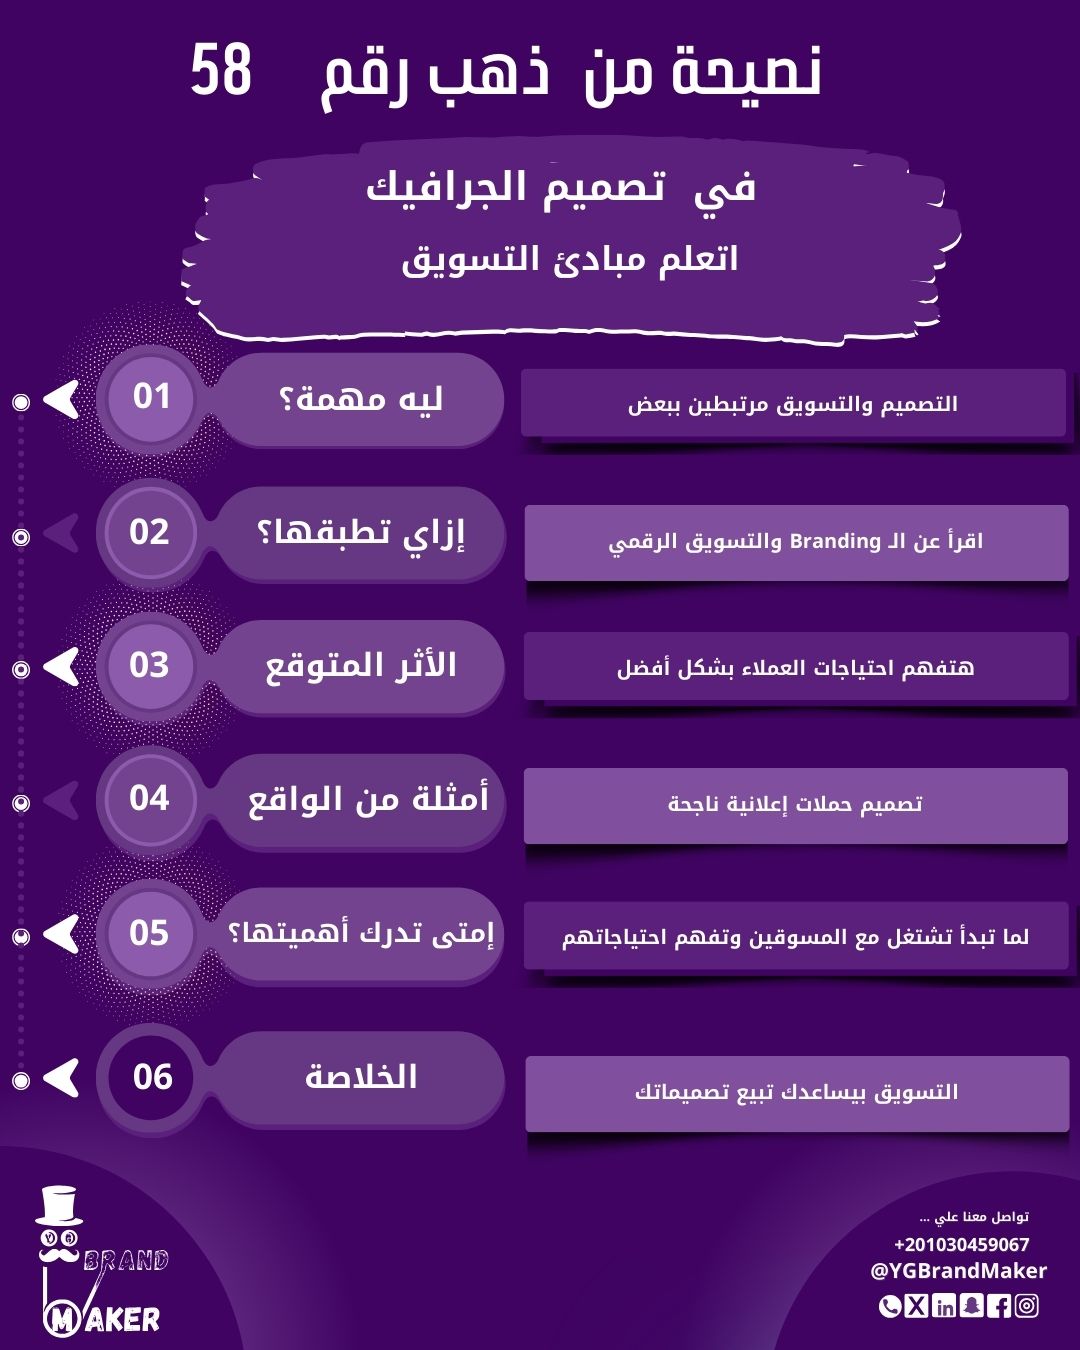 نصيحة من ذهب رقم 58
في تصميم الجرافيك
اتعلم مبادئ التسويق
01
ليه مهمة؟
التصميم والتسويق مرتبطين ببعض
02
إزاي تطبقها؟
اقرأ عن الـ Branding والتسويق الرقمي
03
الأثر المتوقع
هتفهم احتياجات العملاء بشكل أفضل
04
أمثلة من الواقع
تصميم حملات إعلانية ناجحة
05
إمتى تدرك أهميتها؟
لما تبدأ تشتغل مع المسوقين وتفهم احتياجاتهم
06
الخلاصة
التسويق بيساعدك تبيع تصميماتك
تواصل معنا علي ...
+201030459067
@YGBrandMaker
YG
BRAND
MAKER